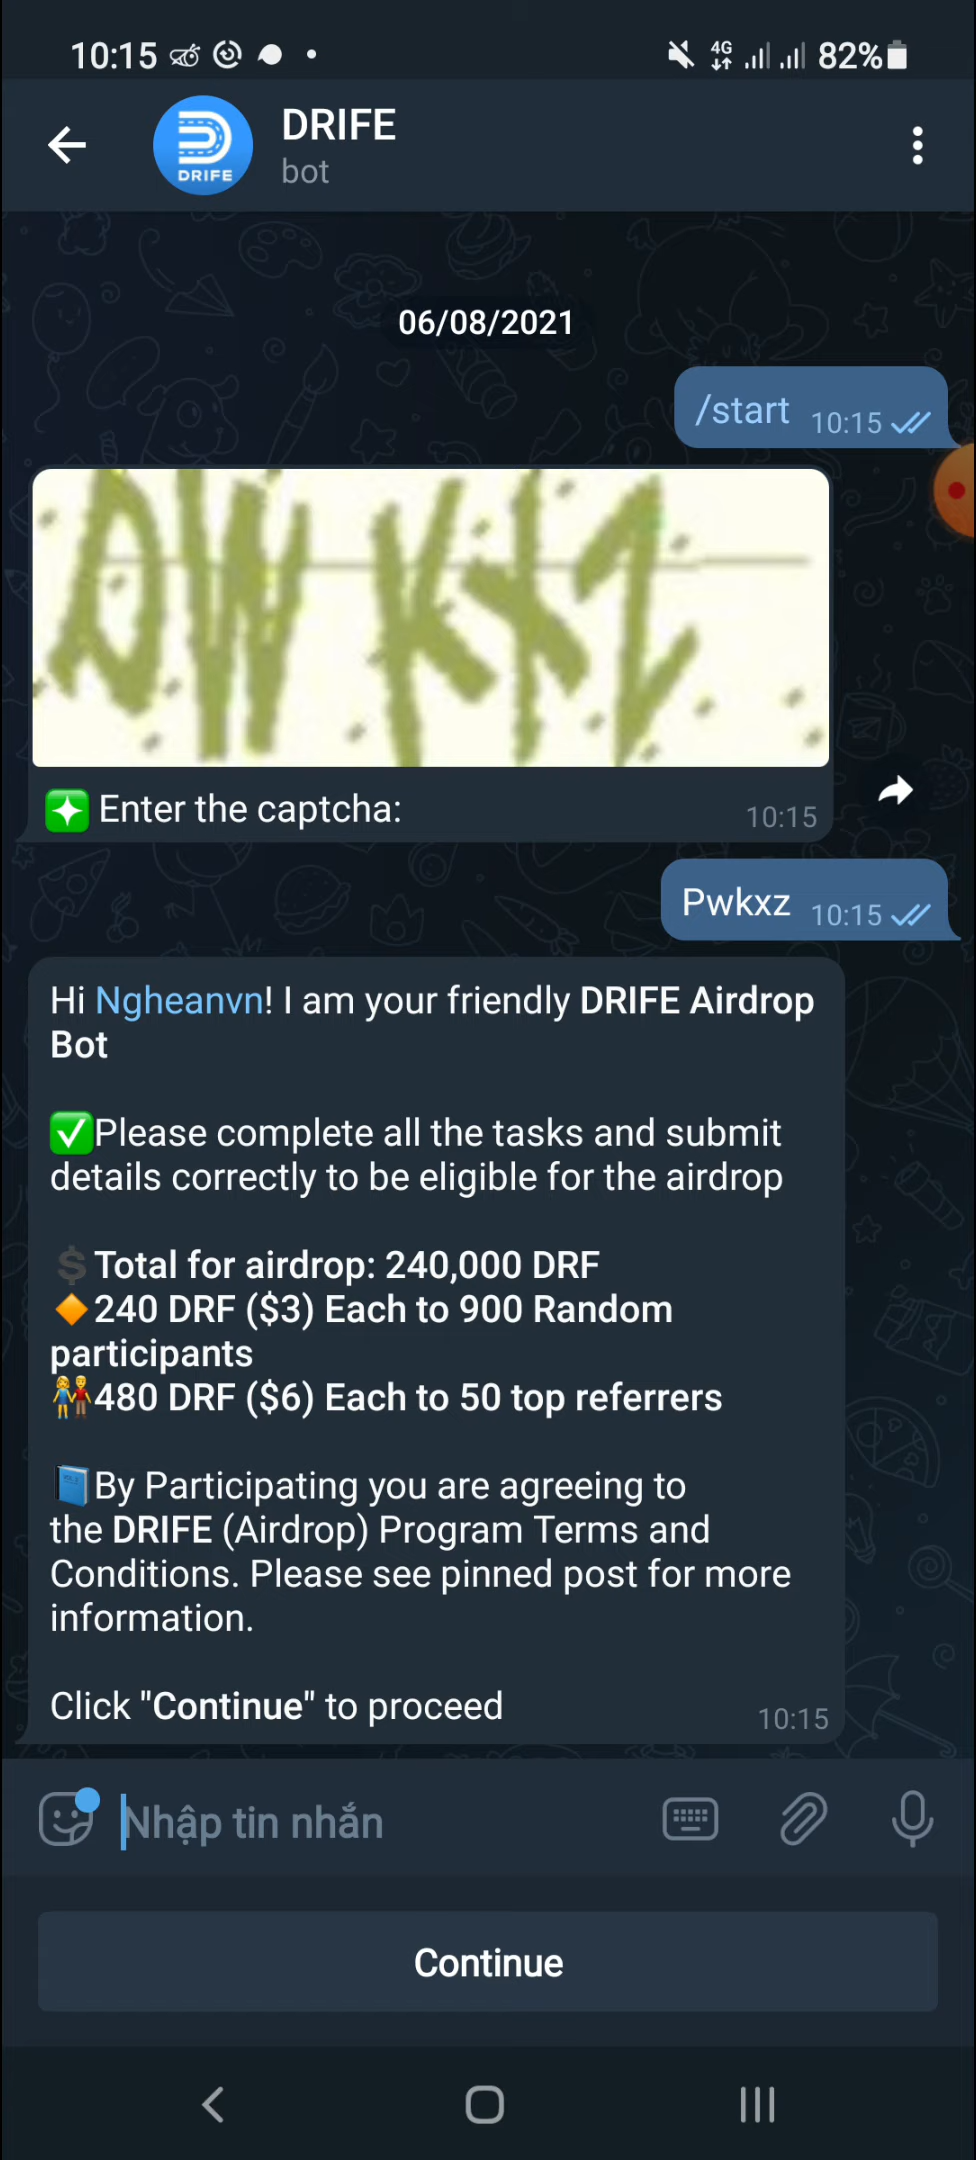 10:15
4G
82%
DRIFE
DRIFE
bot
06/08/2021
/start 10:15
PW KXZ
Enter the captcha:
10:15
Pwkxz 10:15
Hi Ngheanvn! I am your friendly DRIFE Airdrop
Bot
Please complete all the tasks and submit
details correctly to be eligible for the airdrop
Total for airdrop: 240,000 DRF
240 DRF ($3) Each to 900 Random
participants
480 DRF ($6) Each to 50 top referrers
By Participating you are agreeing to
the DRIFE (Airdrop) Program Terms and
Conditions. Please see pinned post for more
information.
Click "Continue" to proceed
10:15
Nhập tin nhắn
Continue